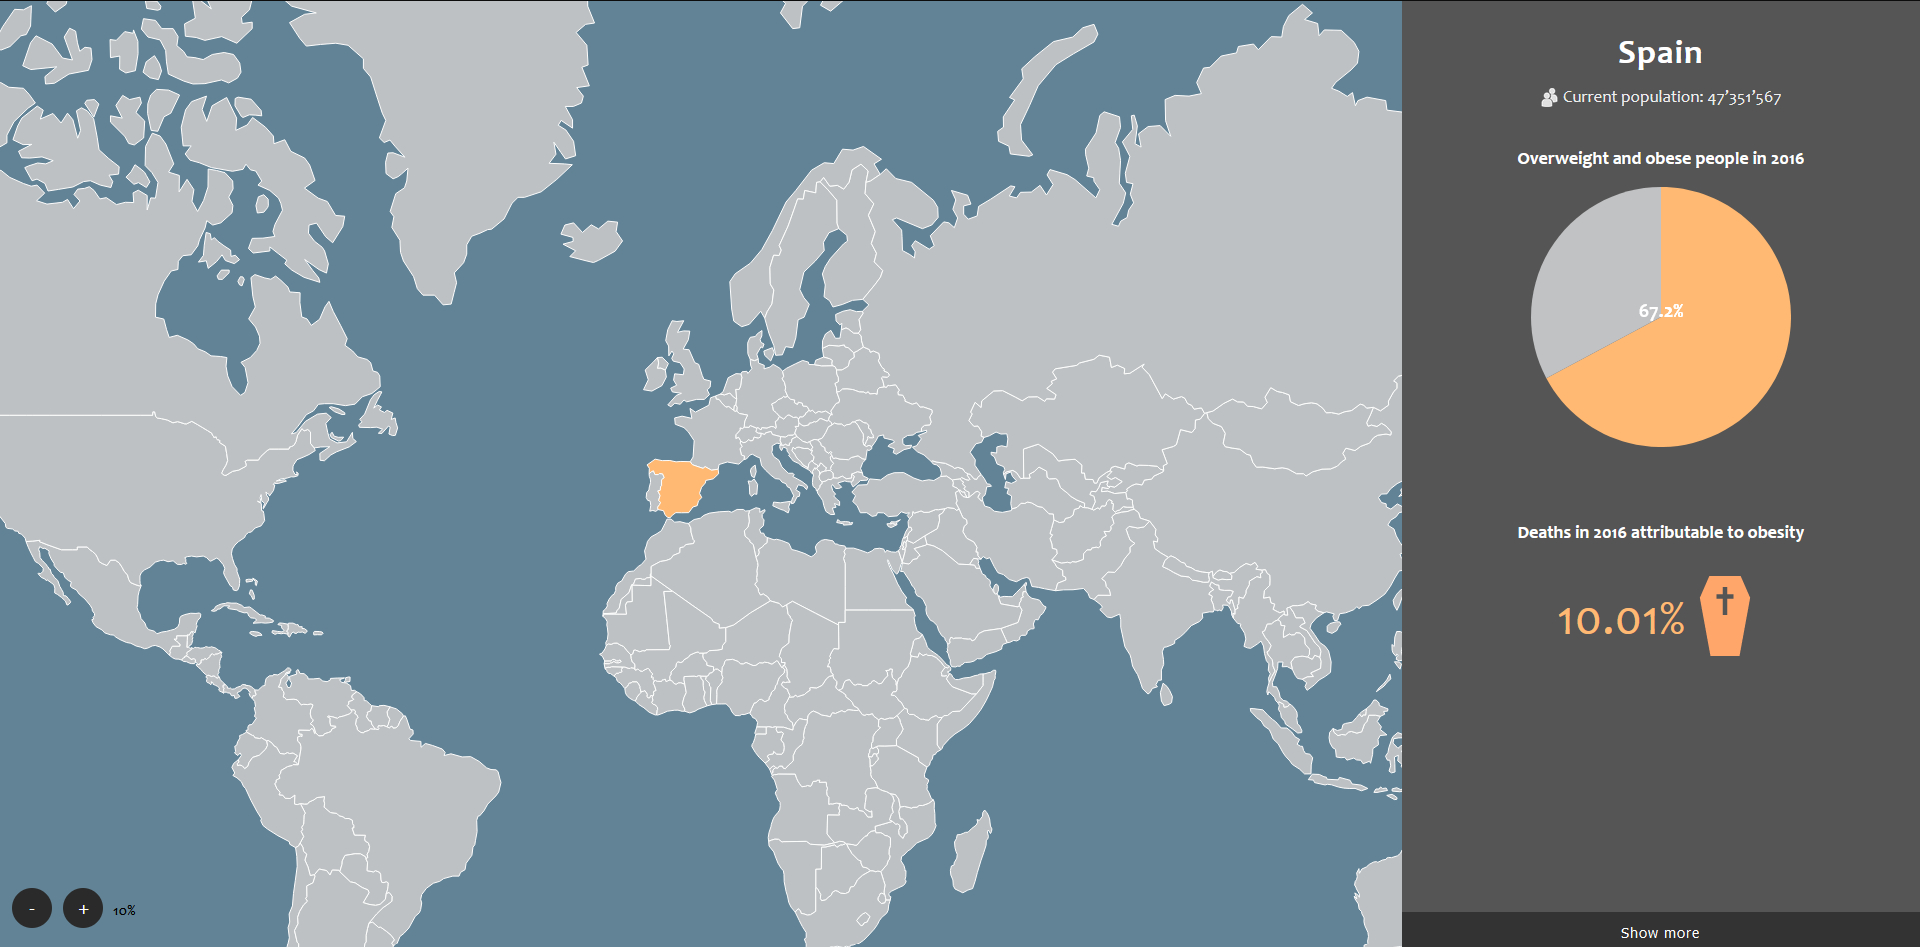 Spain
Current population: 47’351’567
Overweight and obese people in 2016
67.2%
Deaths in 2016 attributable to obesity
10.01%
- + 10%
Show more